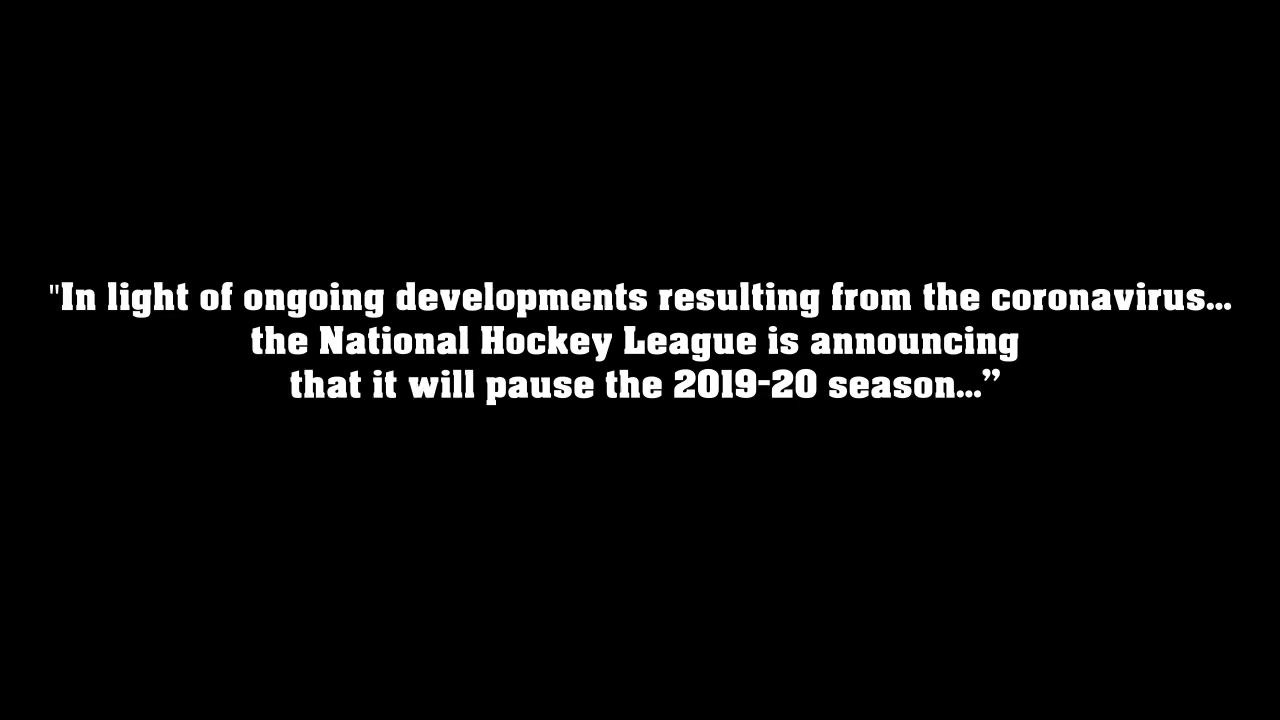 "In light of ongoing developments resulting from the coronavirus...
the National Hockey League is announcing
that it will pause the 2019-20 season...”